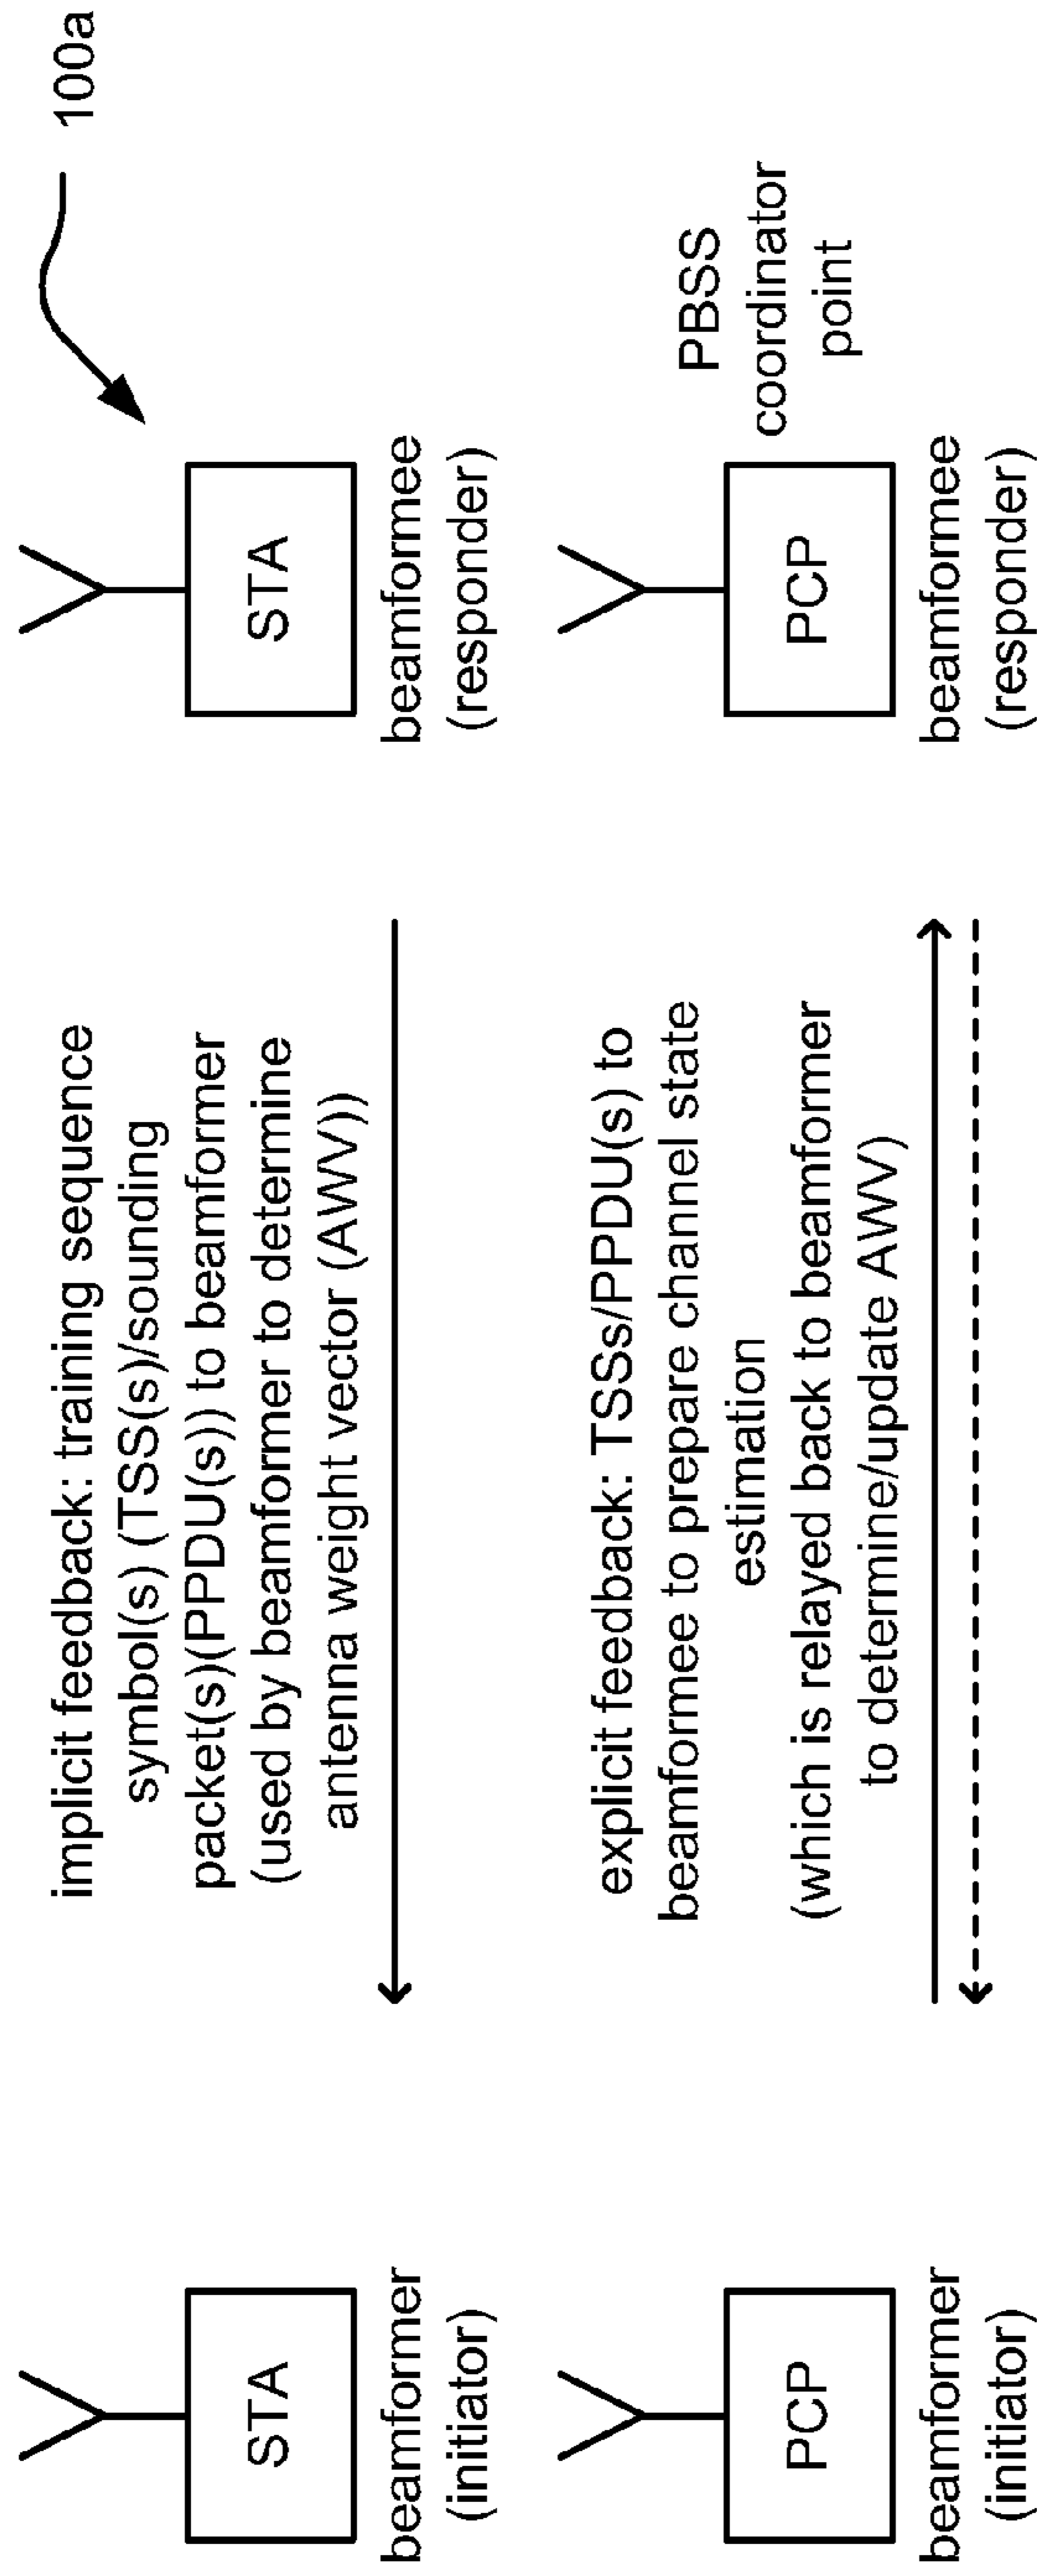 100a
STA
beamformer
(initiator)
implicit feedback: training sequence
symbol(s) (TSS(s)/sounding
packet(s)(PPDU(s)) to beamformer
(used by beamformer to determine
antenna weight vector (AWV))
STA
beamformee
(responder)
PCP
beamformer
(initiator)
explicit feedback: TSSs/PPDU(s) to
beamformee to prepare channel state
estimation
(which is relayed back to beamformer
to determine/update AWV)
PBSS
coordinator
point
PCP
beamformee
(responder)